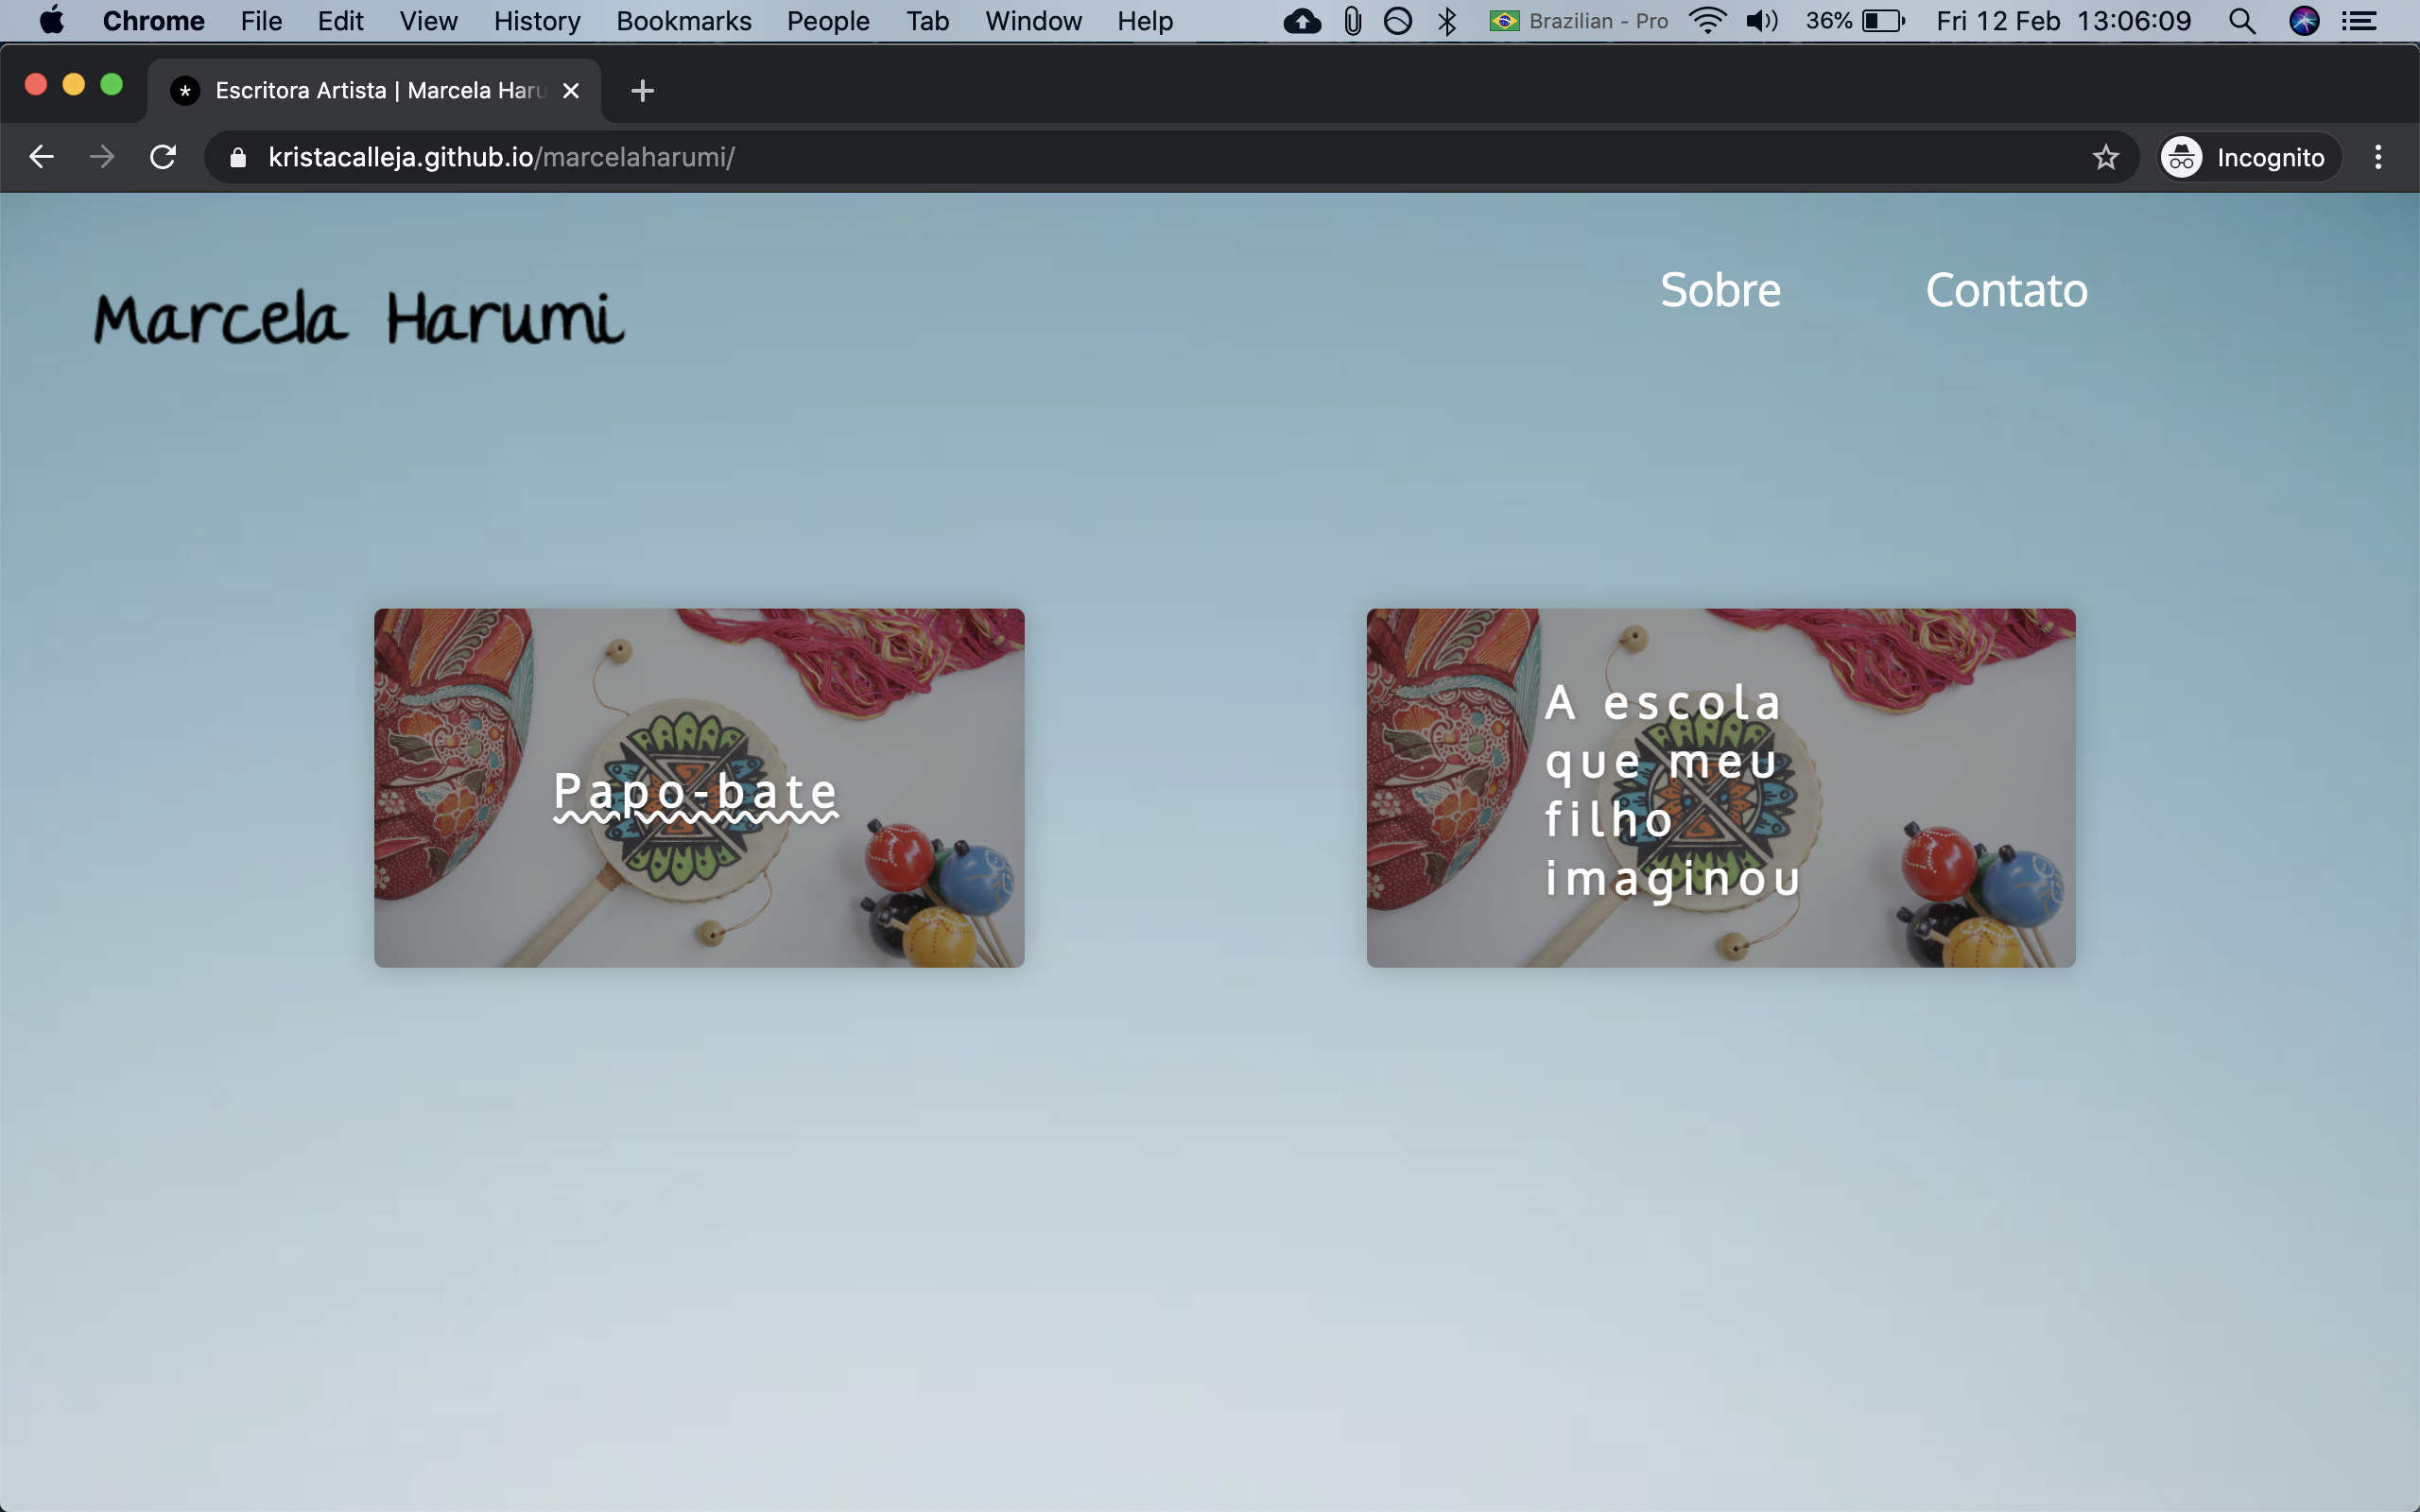 Chrome File Edit View History Bookmarks People Tab Window Help Brazilian - Pro 36% Fri 12 Feb 13:06:09
Escritora Artista | Marcela Haru
kristacalleja.github.io/marcelaharumi/ Incognito
Marcela Harumi
Sobre Contato
Papo-bate
A escola
que meu
filho
imaginou